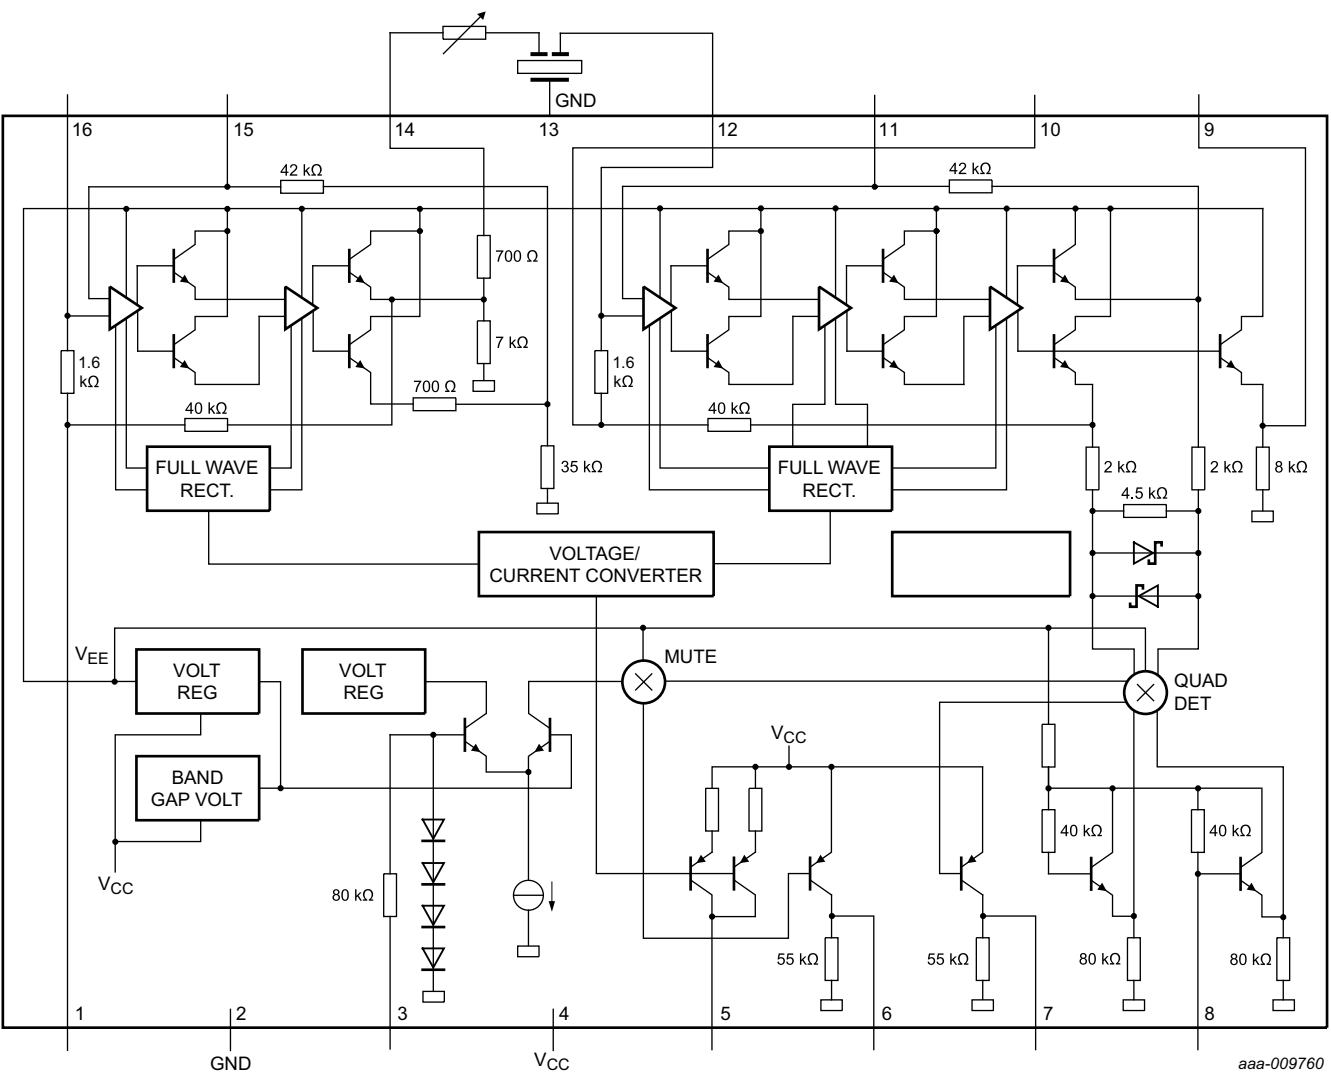 GND
16
15
14
13
12
11
10
9
42 kΩ
42 kΩ
700 Ω
7 kΩ
1.6
kΩ
1.6
kΩ
700 Ω
40 kΩ
40 kΩ
FULL WAVE
RECT.
35 kΩ
FULL WAVE
RECT.
2 kΩ
2 kΩ
8 kΩ
4.5 kΩ
VOLTAGE/
CURRENT CONVERTER
VEE
VOLT
REG
VOLT
REG
MUTE
QUAD
DET
VCC
BAND
GAP VOLT
40 kΩ
40 kΩ
VCC
80 kΩ
55 kΩ
55 kΩ
80 kΩ
80 kΩ
1
2
3
4
5
6
7
8
GND
VCC
aaa-009760